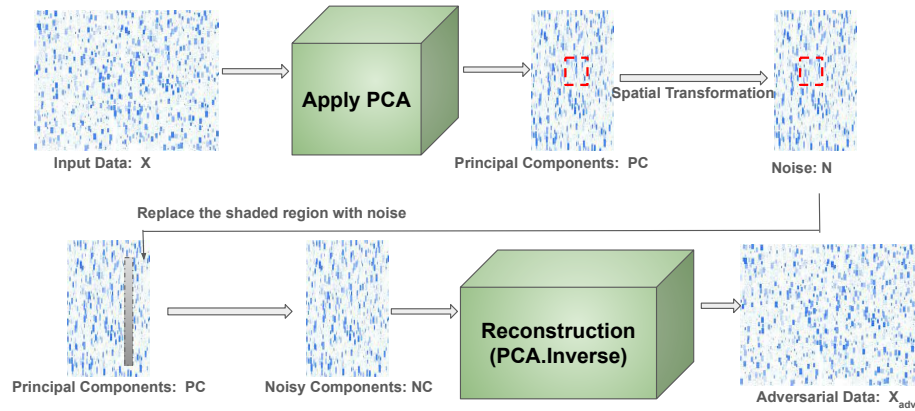 Apply PCA
Spatial Transformation
Input Data: X
Principal Components: PC
Noise: N
Replace the shaded region with noise
Reconstruction
(PCA.Inverse)
Principal Components: PC
Noisy Components: NC
Adversarial Data: X_adv